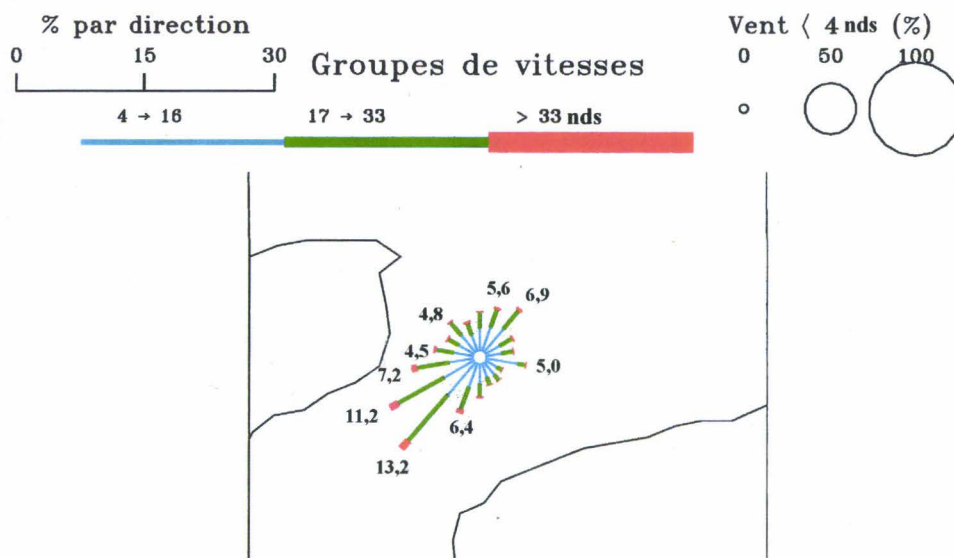 % par direction
0 15 30
Groupes de vitesses
Vent < 4 nds (%)
0 50 100
4 → 16 17 → 33 > 33 nds
5,6 6,9
4,8
4,5
7,2
5,0
11,2
6,4
13,2